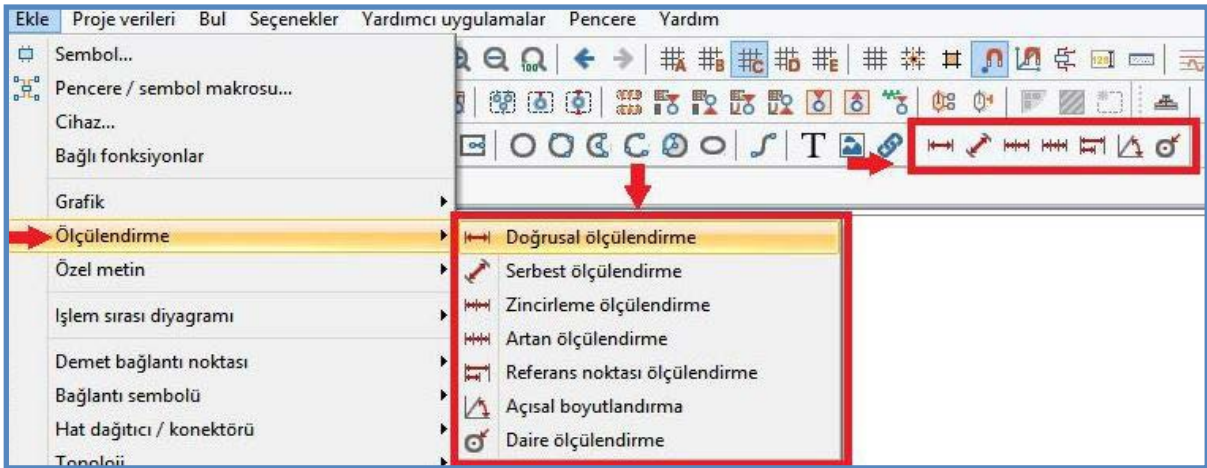 Ekle Proje verileri Bul Seçenekler Yardımcı uygulamalar Pencere Yardım
Sembol...
Pencere / sembol makrosu...
Cihaz...
Bağlı fonksiyonlar
Grafik
Ölçülendirme
Özel metin
İşlem sırası diyagramı
Demet bağlantı noktası
Bağlantı sembolü
Hat dağıtıcı / konektörü
Topoloji
Doğrusal ölçülendirme
Serbest ölçülendirme
Zincirleme ölçülendirme
Artan ölçülendirme
Referans noktası ölçülendirme
Açısal boyutlandırma
Daire ölçülendirme